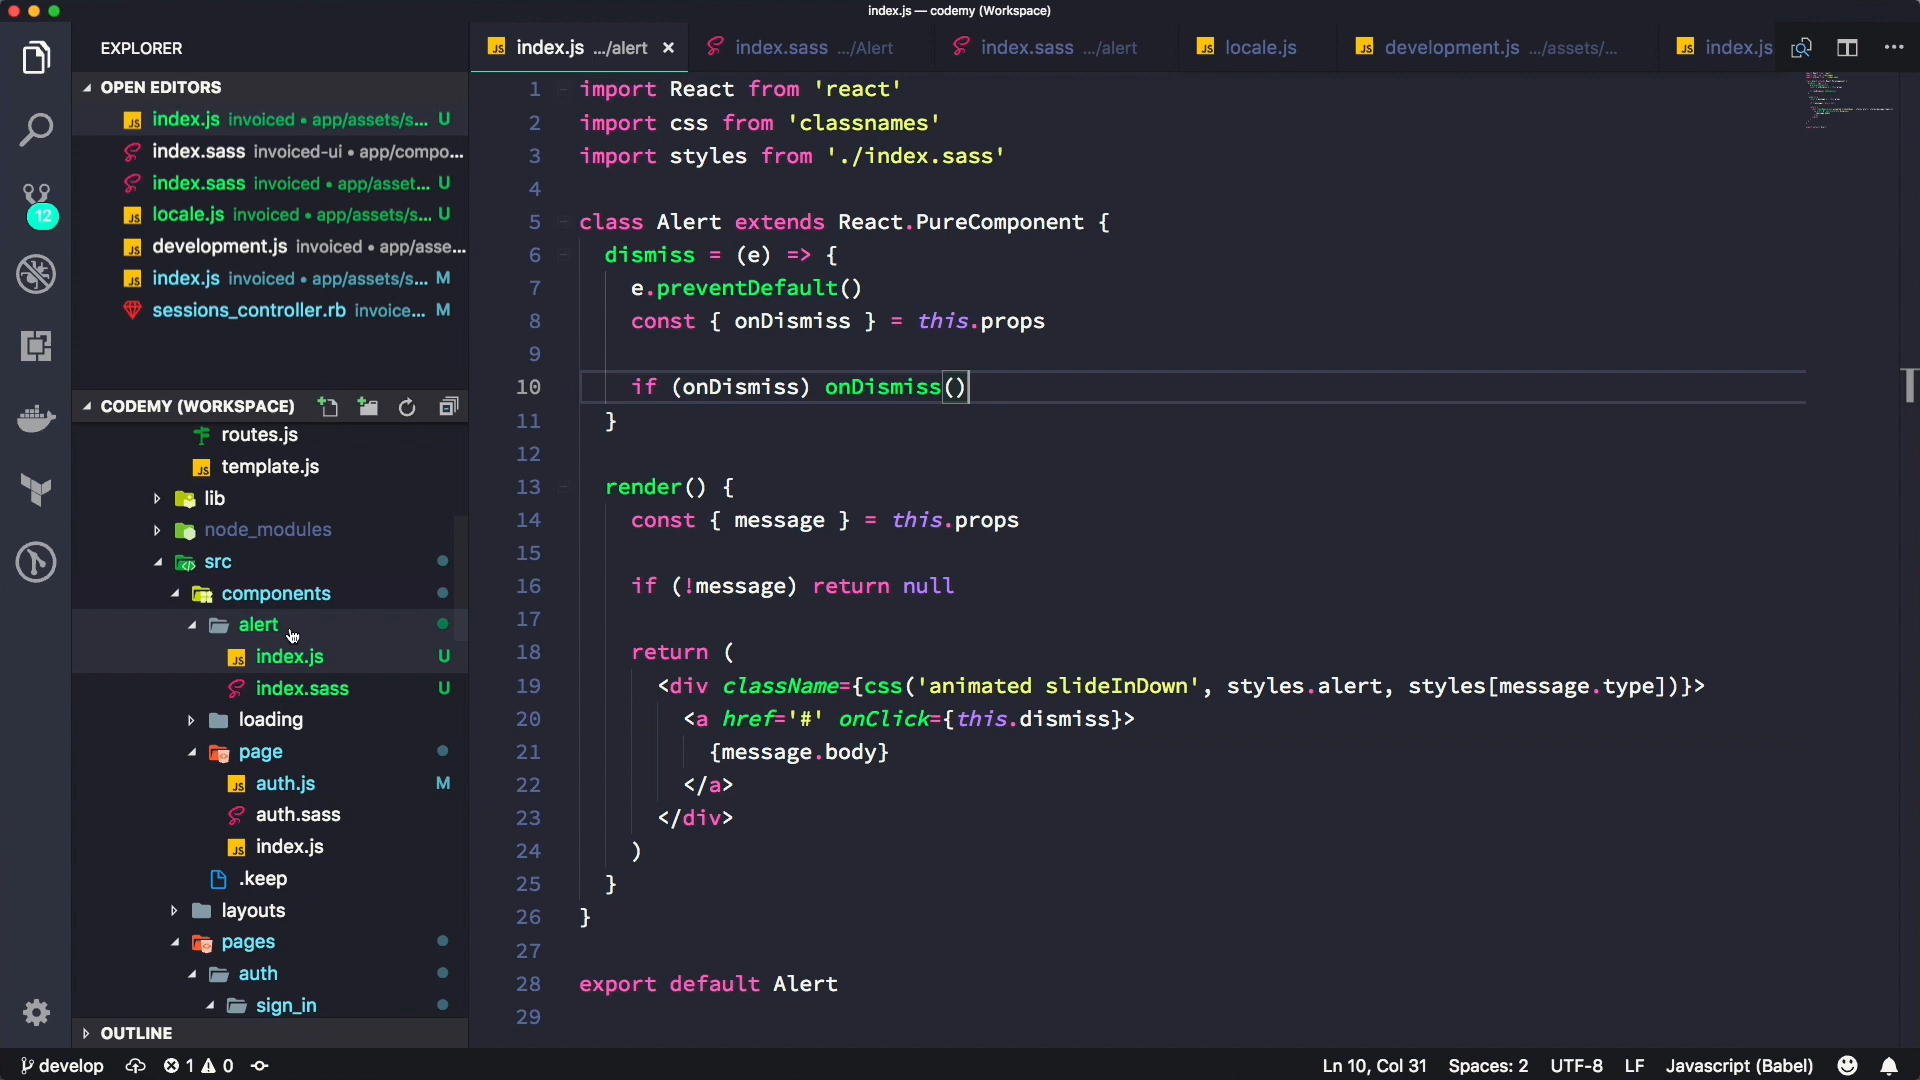 index.js — codemy (Workspace)
EXPLORER
OPEN EDITORS
index.js invoiced • app/assets/s... U
index.sass invoiced-ui • app/compo...
index.sass invoiced • app/asset... U
locale.js invoiced • app/assets/s... U
development.js invoiced • app/asse...
index.js invoiced • app/assets/s... M
sessions_controller.rb invoice... M
12
CODEMY (WORKSPACE)
routes.js
template.js
lib
node_modules
src
components
alert
index.js U
index.sass U
loading
page
auth.js M
auth.sass
index.js
.keep
layouts
pages
auth
sign_in
OUTLINE
index.js .../alert
index.sass .../Alert
index.sass .../alert
locale.js
development.js .../assets/...
index.js
1 import React from 'react'
2 import css from 'classnames'
3 import styles from './index.sass'
4
5 class Alert extends React.PureComponent {
6 dismiss = (e) => {
7 e.preventDefault()
8 const { onDismiss } = this.props
9
10 if (onDismiss) onDismiss()
11 }
12
13 render() {
14 const { message } = this.props
15
16 if (!message) return null
17
18 return (
19 <div className={css('animated slideInDown', styles.alert, styles[message.type])}>
20 <a href='#' onClick={this.dismiss}>
21 {message.body}
22 </a>
23 </div>
24 )
25 }
26 }
27
28 export default Alert
29
develop
1 0
Ln 10, Col 31
Spaces: 2
UTF-8
LF
Javascript (Babel)